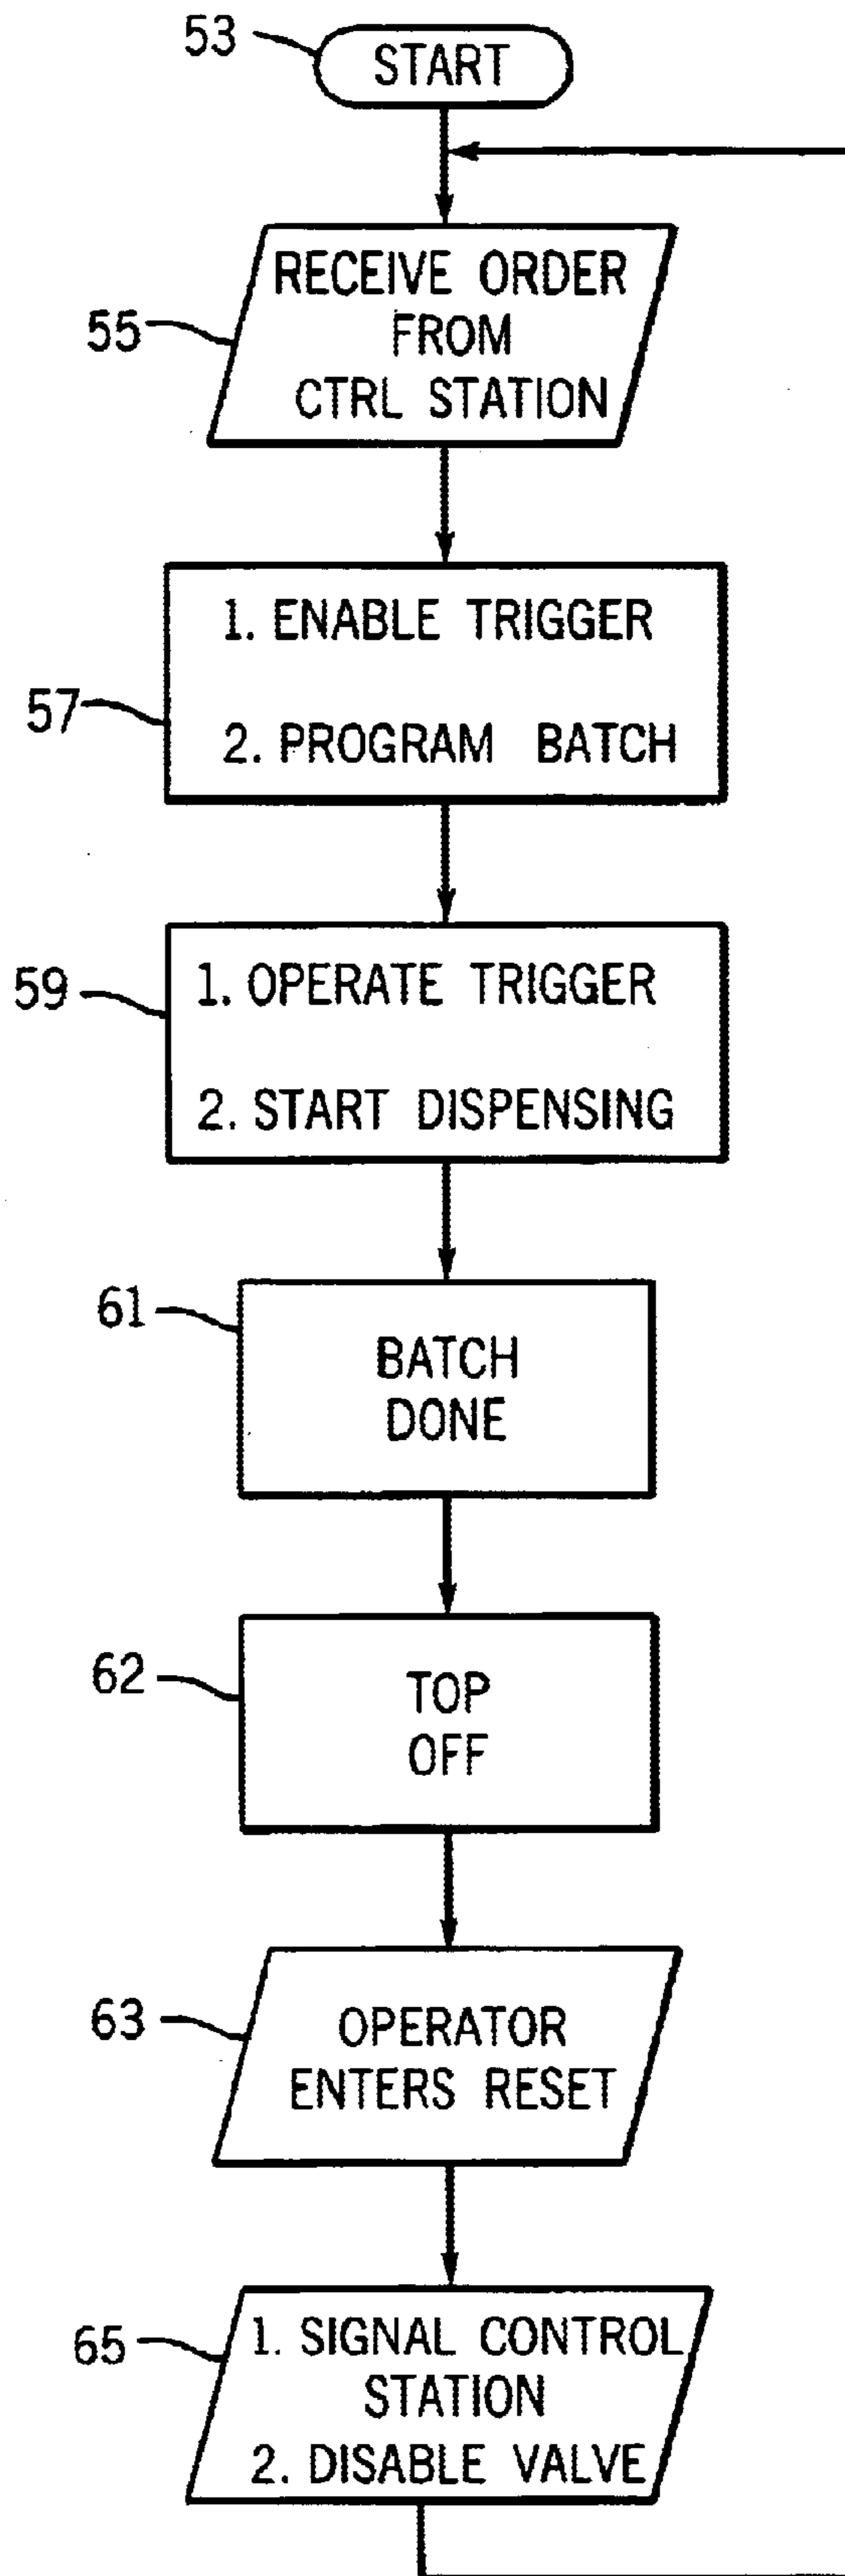 53
START
RECEIVE ORDER
FROM
CTRL STATION
55
1. ENABLE TRIGGER
57
2. PROGRAM BATCH
59
1. OPERATE TRIGGER
2. START DISPENSING
61
BATCH
DONE
62
TOP
OFF
63
OPERATOR
ENTERS RESET
65
1. SIGNAL CONTROL
STATION
2. DISABLE VALVE